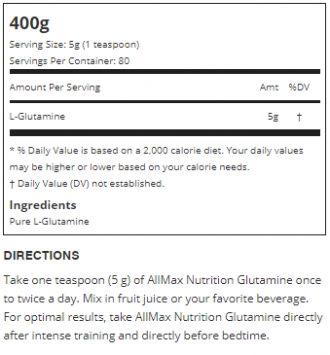 400g
Serving Size: 5g (1 teaspoon)
Servings Per Container: 80
Amount Per Serving Amt %DV
L-Glutamine 5g †
* % Daily Value is based on a 2,000 calorie diet. Your daily values
may be higher or lower based on your calorie needs.
† Daily Value (DV) not established.
Ingredients
Pure L-Glutamine
DIRECTIONS
Take one teaspoon (5 g) of AllMax Nutrition Glutamine once
to twice a day. Mix in fruit juice or your favorite beverage.
For optimal results, take AllMax Nutrition Glutamine directly
after intense training and directly before bedtime.